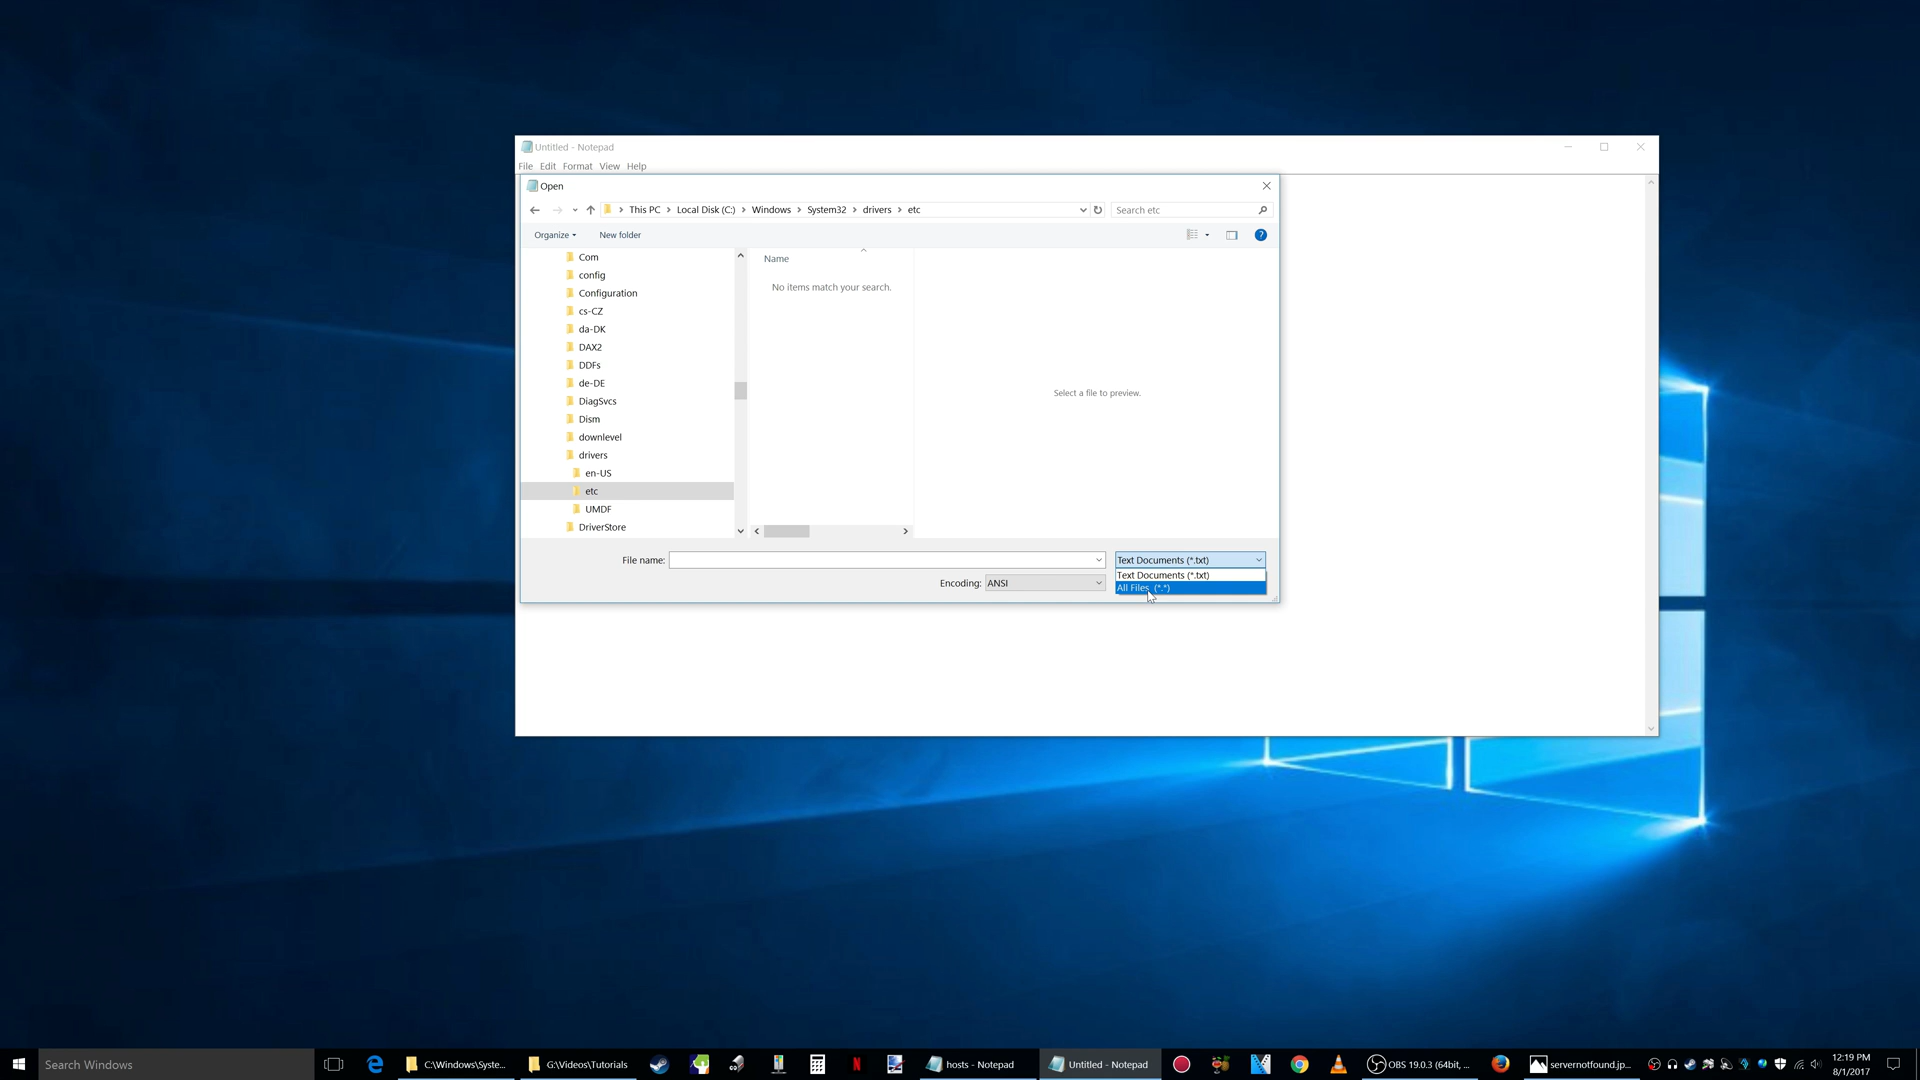 Untitled - Notepad
File Edit Format View Help
Open
This PC > Local Disk (C:) > Windows > System32 > drivers > etc
Search etc
Organize
New folder
?
Com
config
Configuration
cs-CZ
da-DK
DAX2
DDFs
de-DE
DiagSvcs
Dism
downlevel
drivers
en-US
etc
UMDF
DriverStore
Name
No items match your search.
Select a file to preview.
File name:
Text Documents (*.txt)
Text Documents (*.txt)
All Files (*.*)
Encoding: ANSI
Search Windows
C:\Windows\Syste...
G:\Videos\Tutorials
hosts - Notepad
Untitled - Notepad
OBS 19.0.3 (64bit, ...
servernotfound.jp...
12:19 PM
8/1/2017